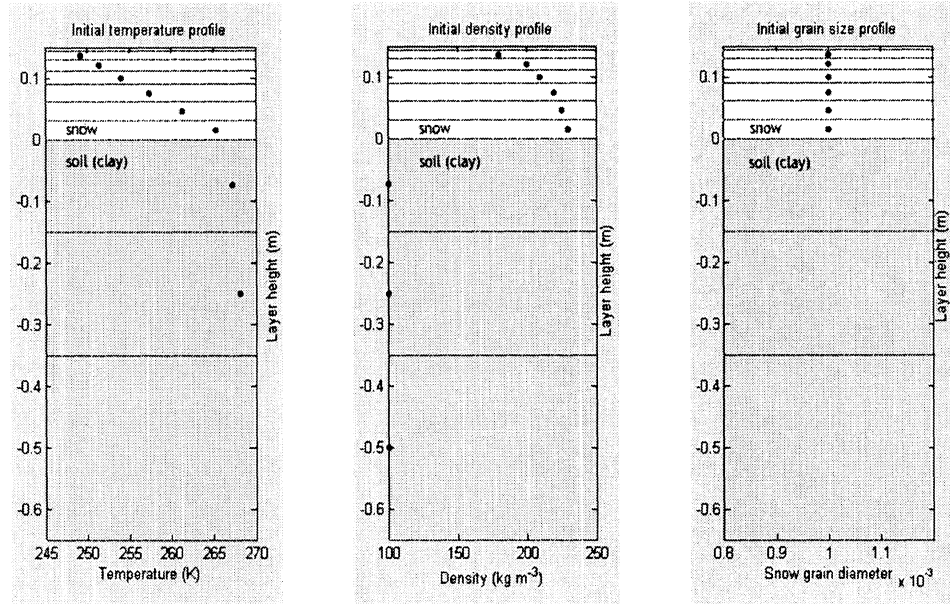 Initial temperature profile
0.1
snow
0
soil (clay)
-0.1
-0.2
-0.3
-0.4
-0.5
-0.6
245 250 255 260 265 270
Temperature (K)
Layer height (m)
Initial density profile
0.1
snow
0
soil (clay)
-0.1
-0.2
-0.3
-0.4
-0.5
-0.6
100 150 200 250
Density (kg m⁻³)
Layer height (m)
Initial grain size profile
0.1
snow
0
soil (clay)
-0.1
-0.2
-0.3
-0.4
-0.5
-0.6
0.8 0.9 1 1.1
Snow grain diameter x 10⁻³
Layer height (m)